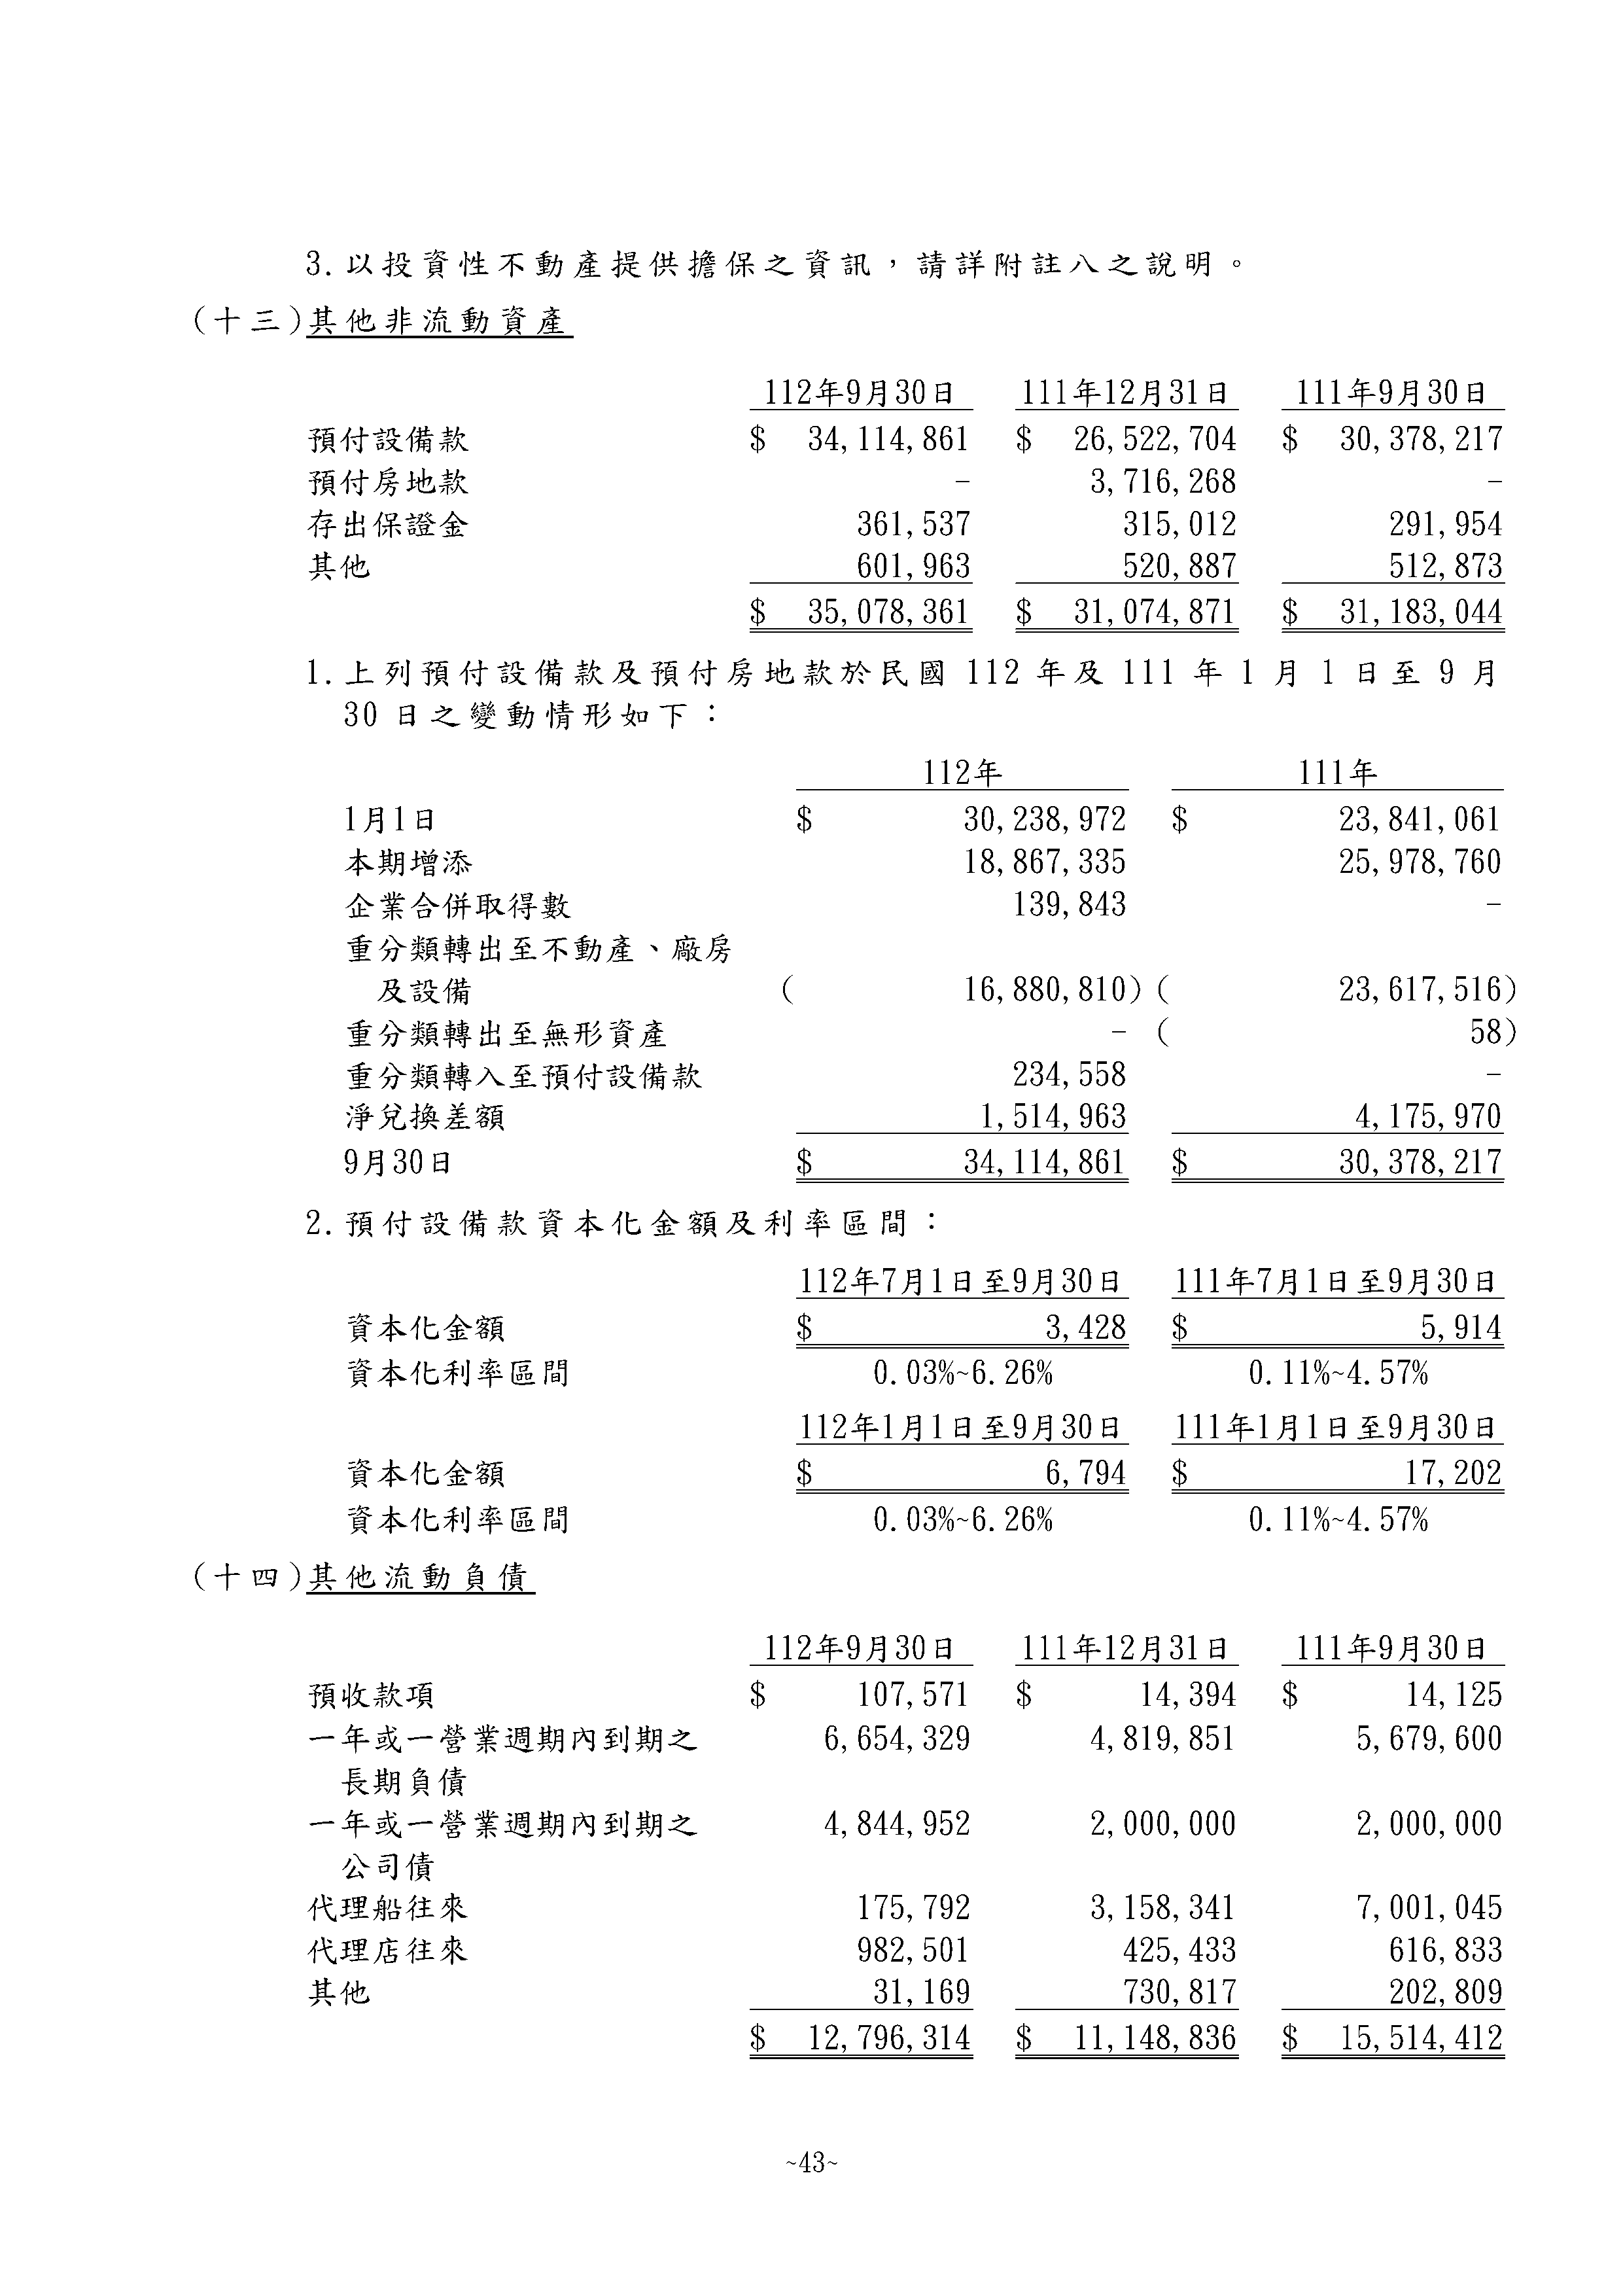 3.以投資性不動產提供擔保之資訊，請詳附註八之說明。
(十三)其他非流動資產
112年9月30日 111年12月31日 111年9月30日
預付設備款 $ 34,114,861 $ 26,522,704 $ 30,378,217
預付房地款 - 3,716,268 -
存出保證金 361,537 315,012 291,954
其他 601,963 520,887 512,873
$ 35,078,361 $ 31,074,871 $ 31,183,044
1.上列預付設備款及預付房地款於民國 112 年及 111 年 1 月 1 日至 9 月
30 日之變動情形如下：
112年 111年
1月1日 $ 30,238,972 $ 23,841,061
本期增添 18,867,335 25,978,760
企業合併取得數 139,843 -
重分類轉出至不動產、廠房
及設備 ( 16,880,810) ( 23,617,516)
重分類轉出至無形資產 - ( 58)
重分類轉入至預付設備款 234,558 -
淨兌換差額 1,514,963 4,175,970
9月30日 $ 34,114,861 $ 30,378,217
2.預付設備款資本化金額及利率區間：
112年7月1日至9月30日 111年7月1日至9月30日
資本化金額 $ 3,428 $ 5,914
資本化利率區間 0.03%~6.26% 0.11%~4.57%
112年1月1日至9月30日 111年1月1日至9月30日
資本化金額 $ 6,794 $ 17,202
資本化利率區間 0.03%~6.26% 0.11%~4.57%
(十四)其他流動負債
112年9月30日 111年12月31日 111年9月30日
預收款項 $ 107,571 $ 14,394 $ 14,125
一年或一營業週期內到期之 6,654,329 4,819,851 5,679,600
長期負債
一年或一營業週期內到期之 4,844,952 2,000,000 2,000,000
公司債
代理船往來 175,792 3,158,341 7,001,045
代理店往來 982,501 425,433 616,833
其他 31,169 730,817 202,809
$ 12,796,314 $ 11,148,836 $ 15,514,412
~43~